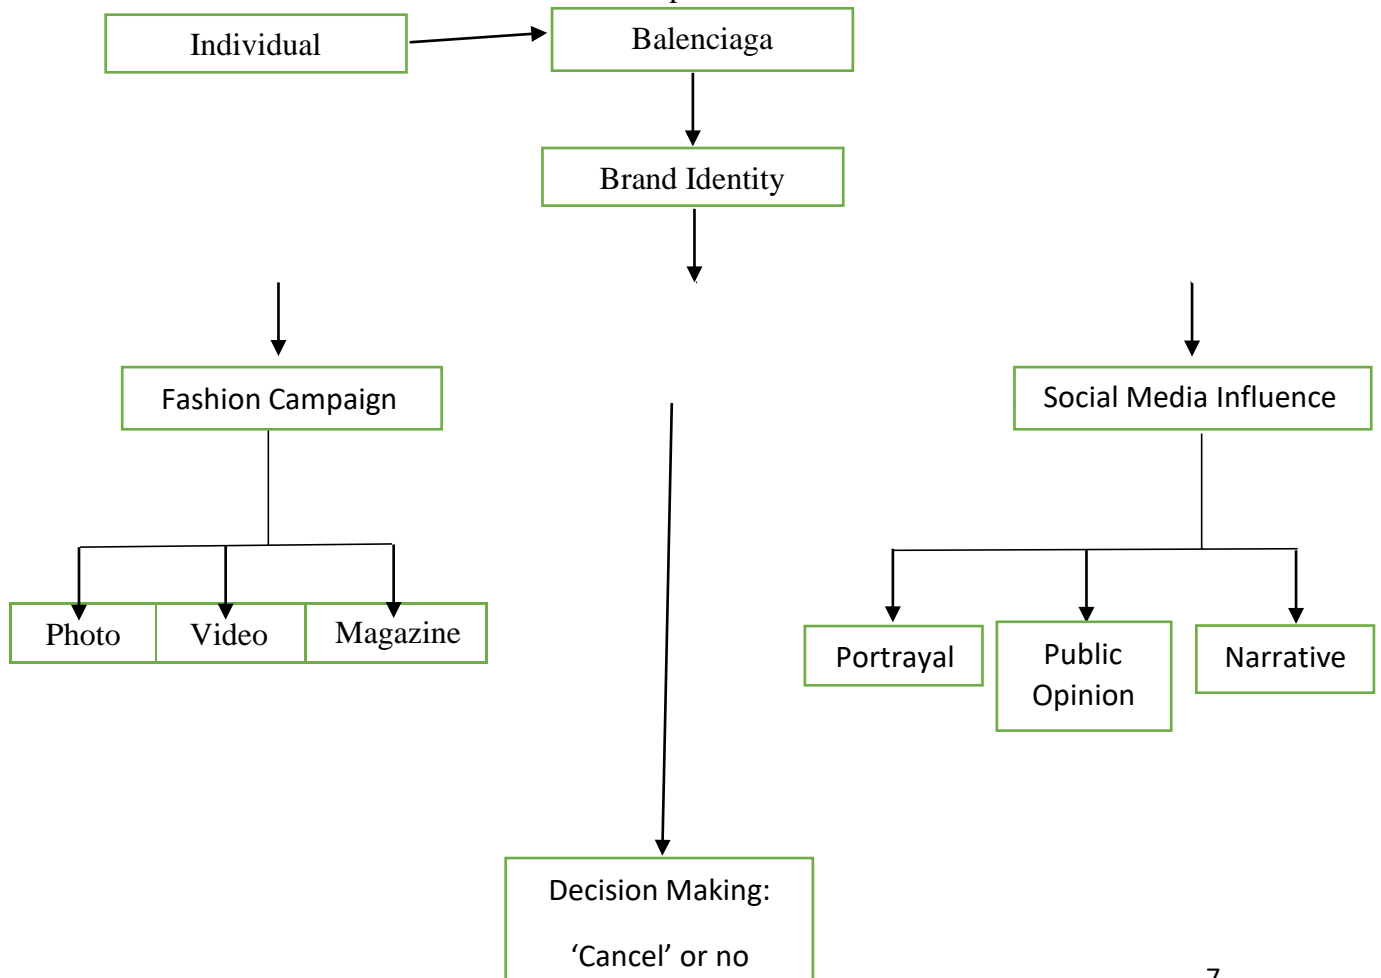 Individual
Balenciaga
Brand Identity
Fashion Campaign
Social Media Influence
Photo
Video
Magazine
Portrayal
Public
Opinion
Narrative
Decision Making:
‘Cancel’ or no
7